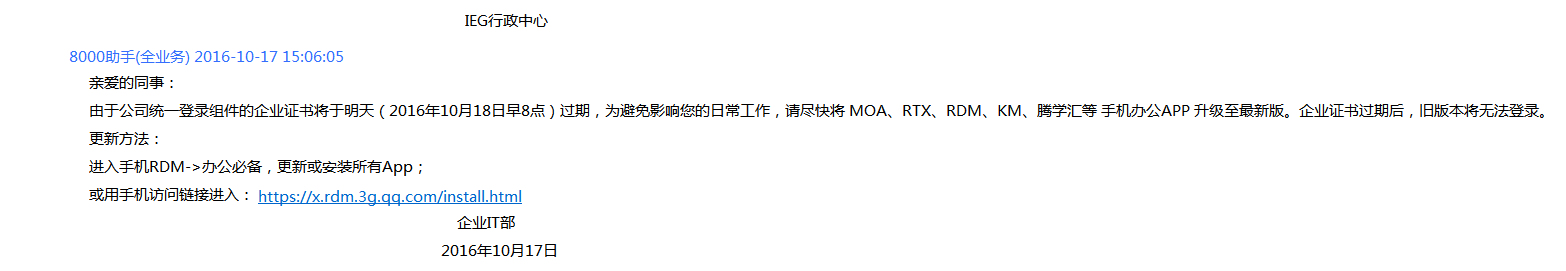 IEG行政中心
8000助手(全业务) 2016-10-17 15:06:05
亲爱的同事：
由于公司统一登录组件的企业证书将于明天（2016年10月18日早8点）过期，为避免影响您的日常工作，请尽快将 MOA、RTX、RDM、KM、腾学汇等 手机办公APP 升级至最新版。企业证书过期后，旧版本将无法登录。
更新方法：
进入手机RDM->办公必备，更新或安装所有App；
或用手机访问链接进入： https://x.rdm.3g.qq.com/install.html
企业IT部
2016年10月17日